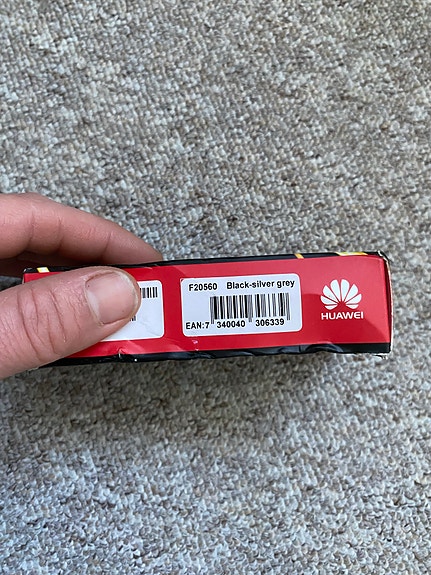 F20560 Black-silver grey
EAN:7 340040 306339
HUAWEI